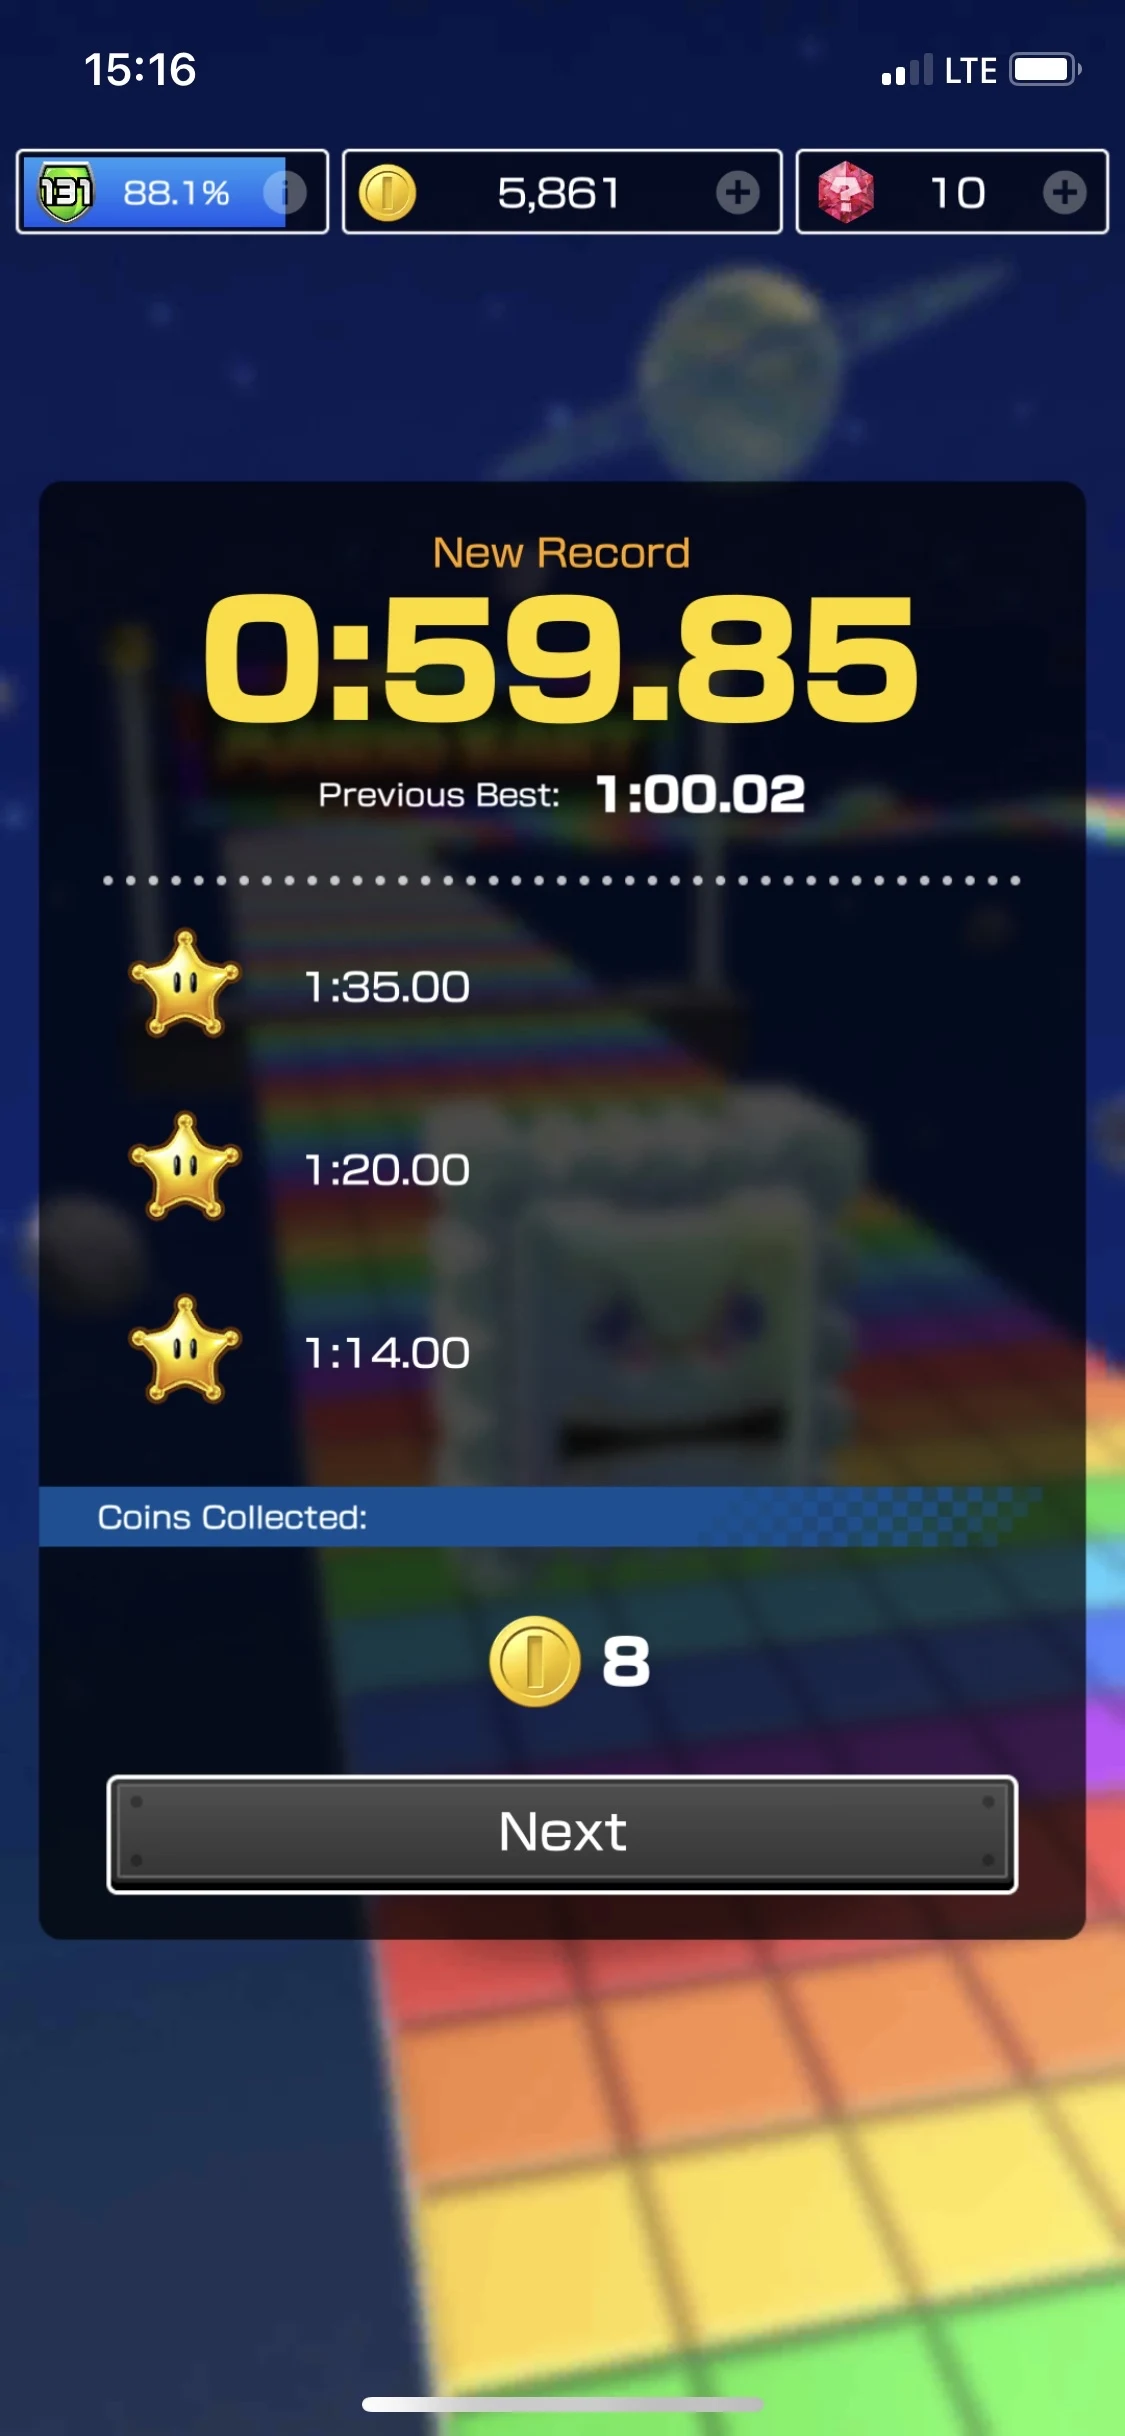 15:16 LTE
131 88.1% i 5,861 + ? 10 +
New Record
0:59.85
Previous Best: 1:00.02
1:35.00
1:20.00
1:14.00
Coins Collected:
8
Next